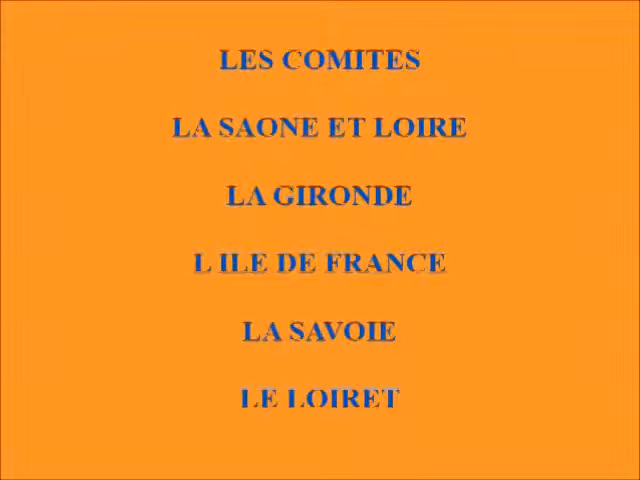 LES COMITES
LA SAONE ET LOIRE
LA GIRONDE
L ILE DE FRANCE
LA SAVOIE
LE LOIRET